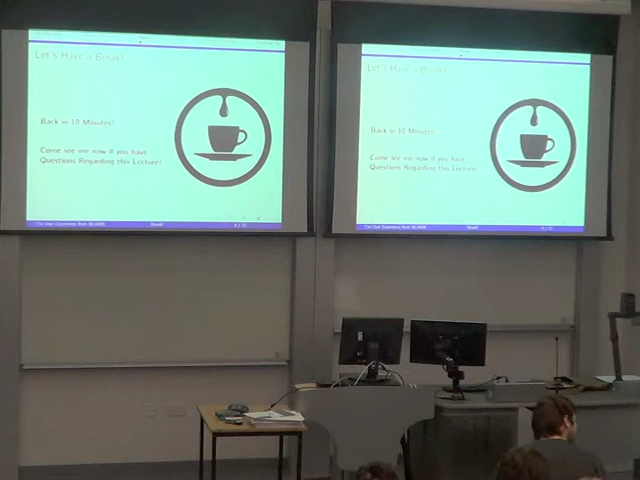 Let's Have a Break!
Back in 10 Minutes!
Come see me now if you have
Questions Regarding this Lecture!
Let's Have a Break!
Back in 10 Minutes!
Come see me now if you have
Questions Regarding this Lecture!